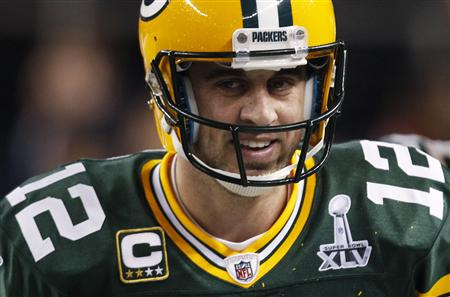 PACKERS
12
12
C
NFL
SUPER BOWL
XLV